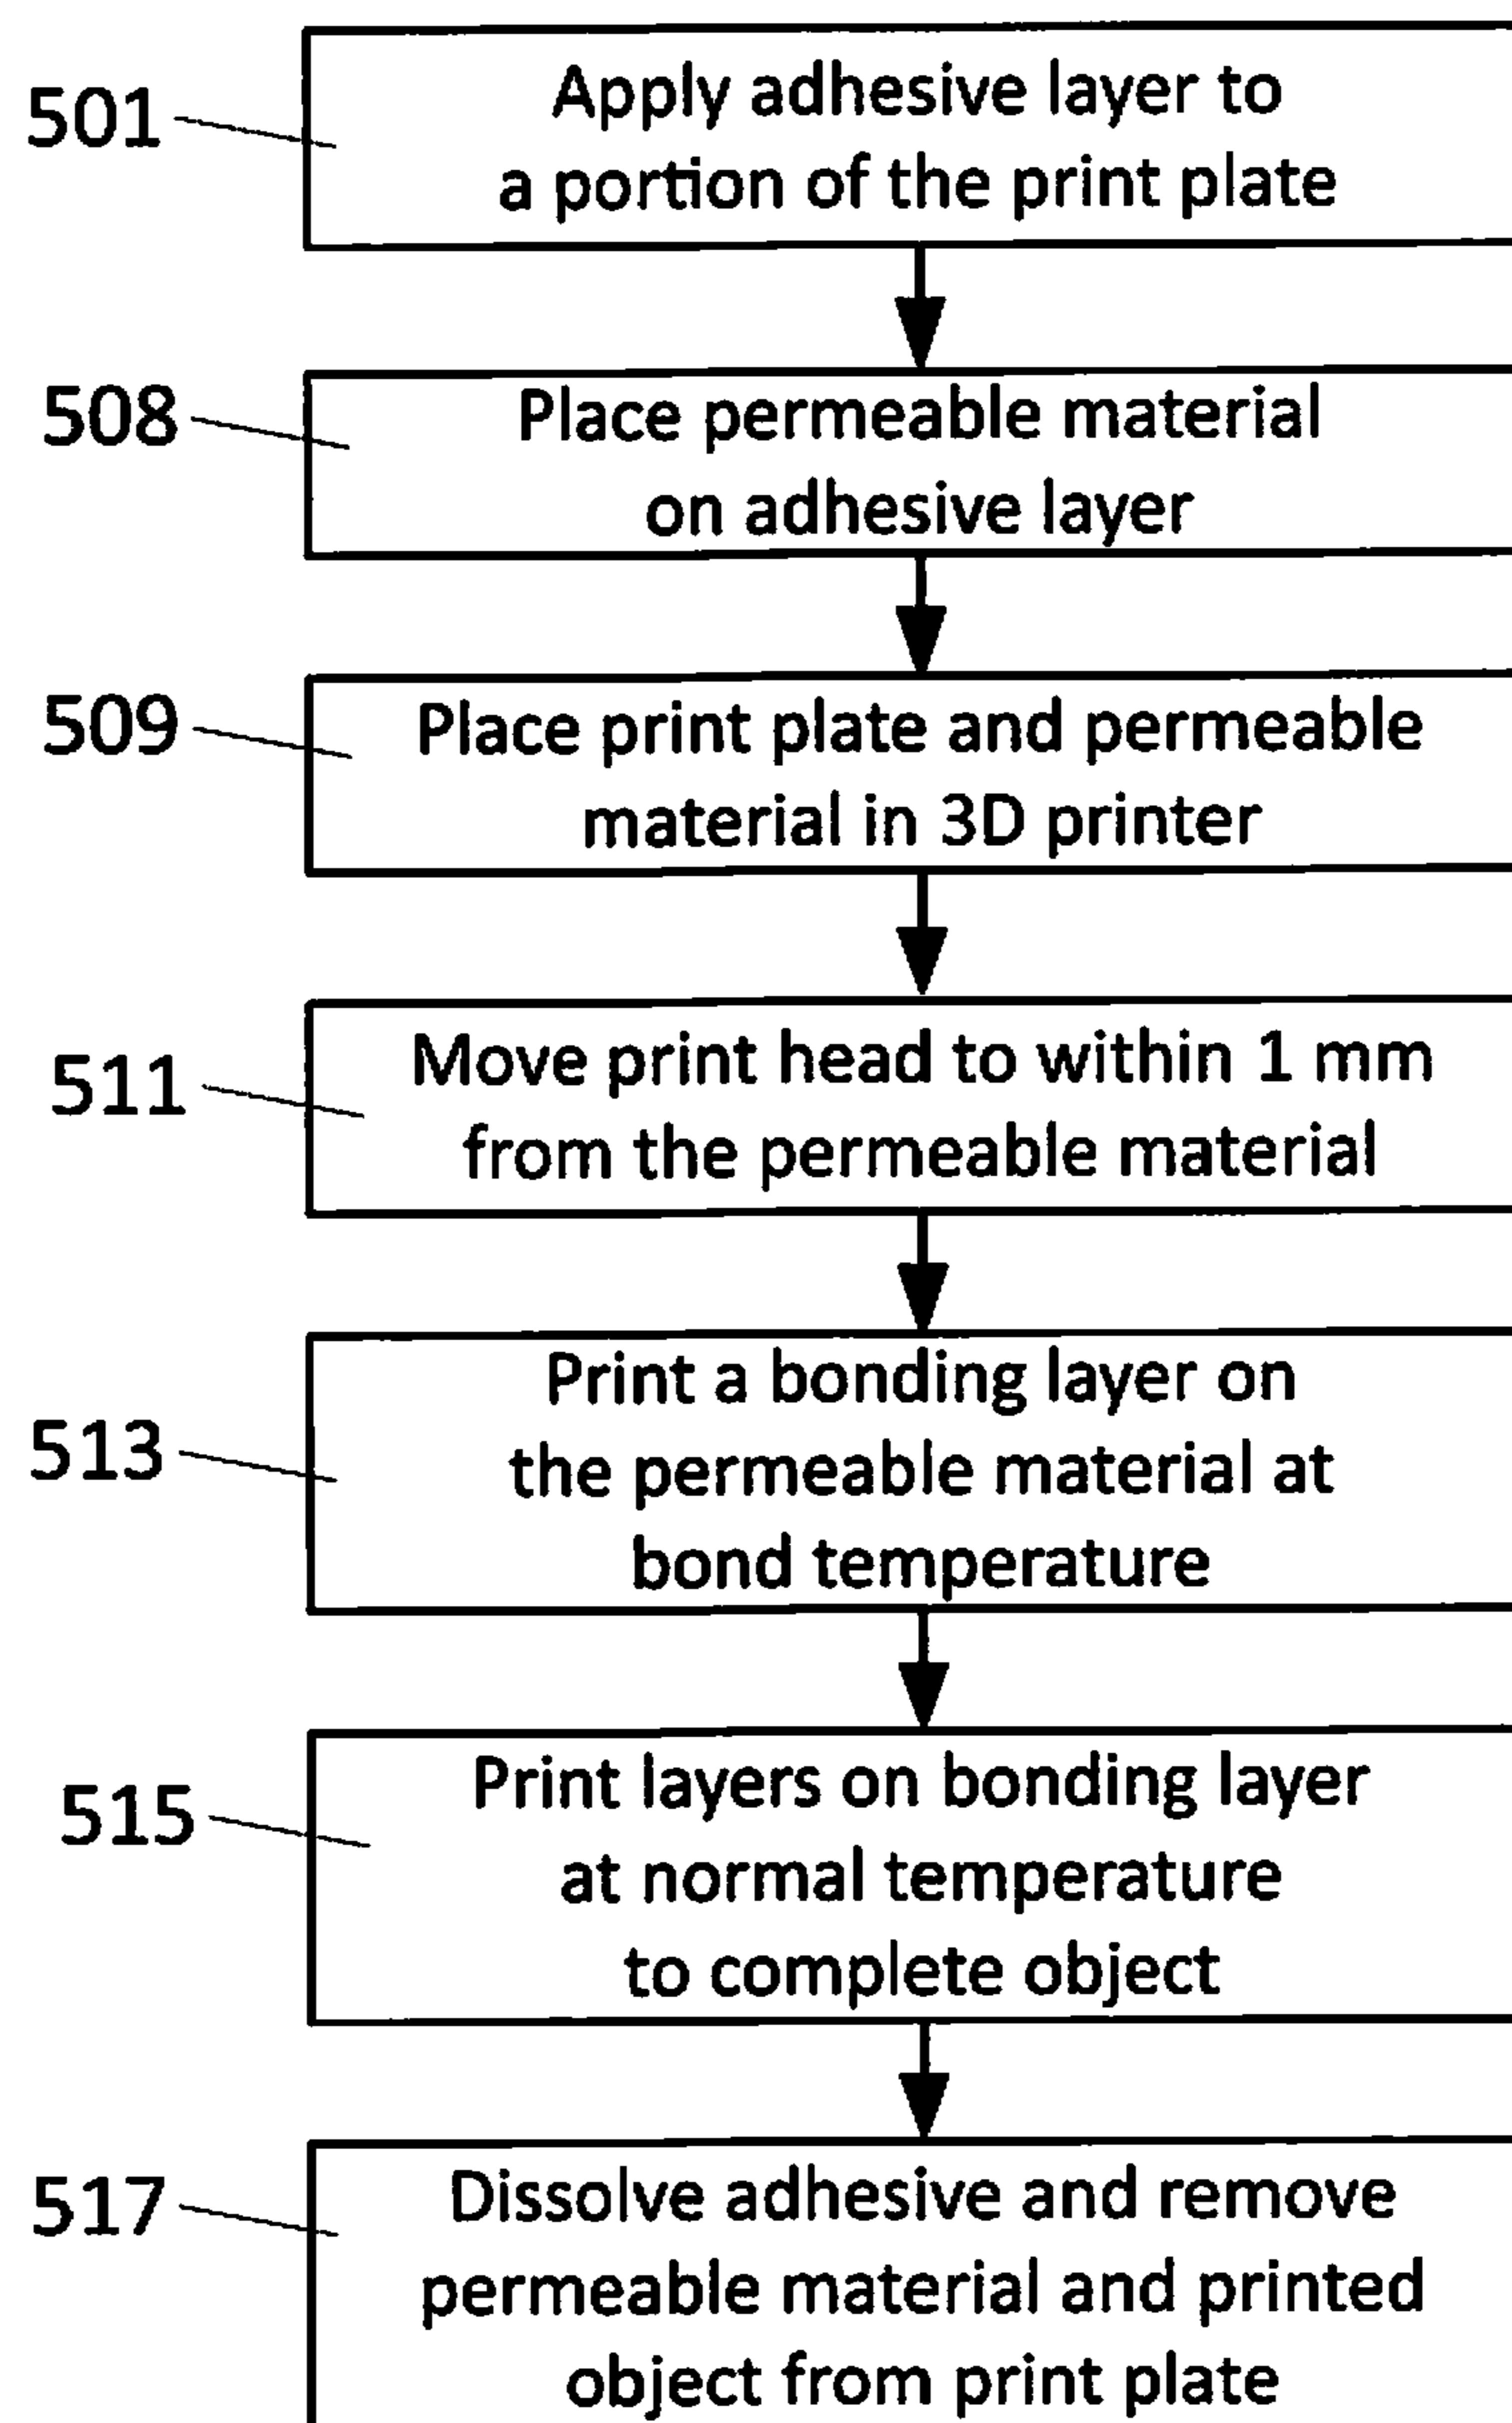 501
Apply adhesive layer to
a portion of the print plate
508
Place permeable material
on adhesive layer
509
Place print plate and permeable
material in 3D printer
511
Move print head to within 1 mm
from the permeable material
513
Print a bonding layer on
the permeable material at
bond temperature
515
Print layers on bonding layer
at normal temperature
to complete object
517
Dissolve adhesive and remove
permeable material and printed
object from print plate